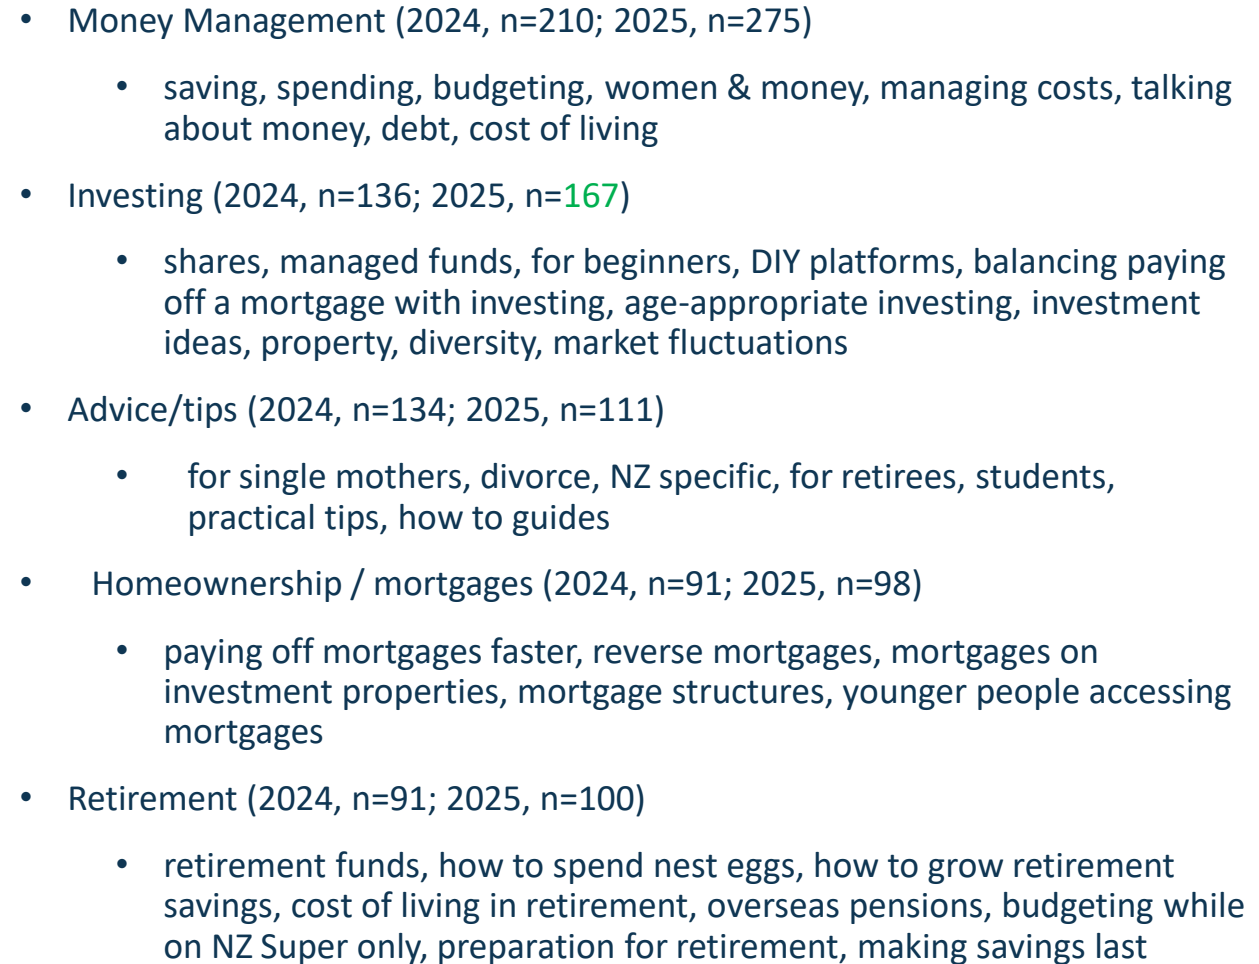 • Money Management (2024, n=210; 2025, n=275)
• saving, spending, budgeting, women & money, managing costs, talking
about money, debt, cost of living
• Investing (2024, n=136; 2025, n=167)
• shares, managed funds, for beginners, DIY platforms, balancing paying
off a mortgage with investing, age-appropriate investing, investment
ideas, property, diversity, market fluctuations
• Advice/tips (2024, n=134; 2025, n=111)
• for single mothers, divorce, NZ specific, for retirees, students,
practical tips, how to guides
• Homeownership / mortgages (2024, n=91; 2025, n=98)
• paying off mortgages faster, reverse mortgages, mortgages on
investment properties, mortgage structures, younger people accessing
mortgages
• Retirement (2024, n=91; 2025, n=100)
• retirement funds, how to spend nest eggs, how to grow retirement
savings, cost of living in retirement, overseas pensions, budgeting while
on NZ Super only, preparation for retirement, making savings last